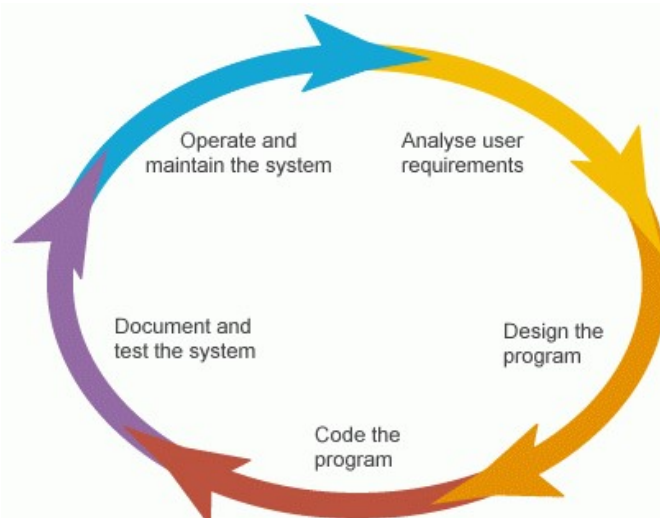 Operate and
maintain the system
Analyse user
requirements
Design the
program
Code the
program
Document and
test the system